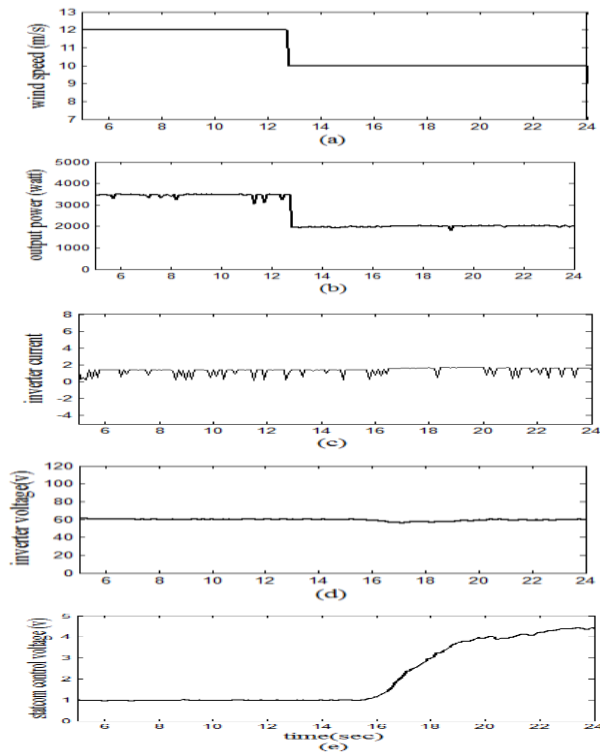 wind speed (m/s)
13
12
11
10
9
8
7
6 8 10 12 14 16 18 20 22 24
(a)
output power (watt)
5000
4000
3000
2000
1000
0
6 8 10 12 14 16 18 20 22 24
(b)
inverter current
8
6
4
2
0
-2
-4
6 8 10 12 14 16 18 20 22 24
(c)
inverter voltage(v)
120
100
80
60
40
20
0
6 8 10 12 14 16 18 20 22 24
(d)
statcom control voltage (v)
5
4
3
2
1
0
6 8 10 12 14 16 18 20 22 24
time(sec)
(e)